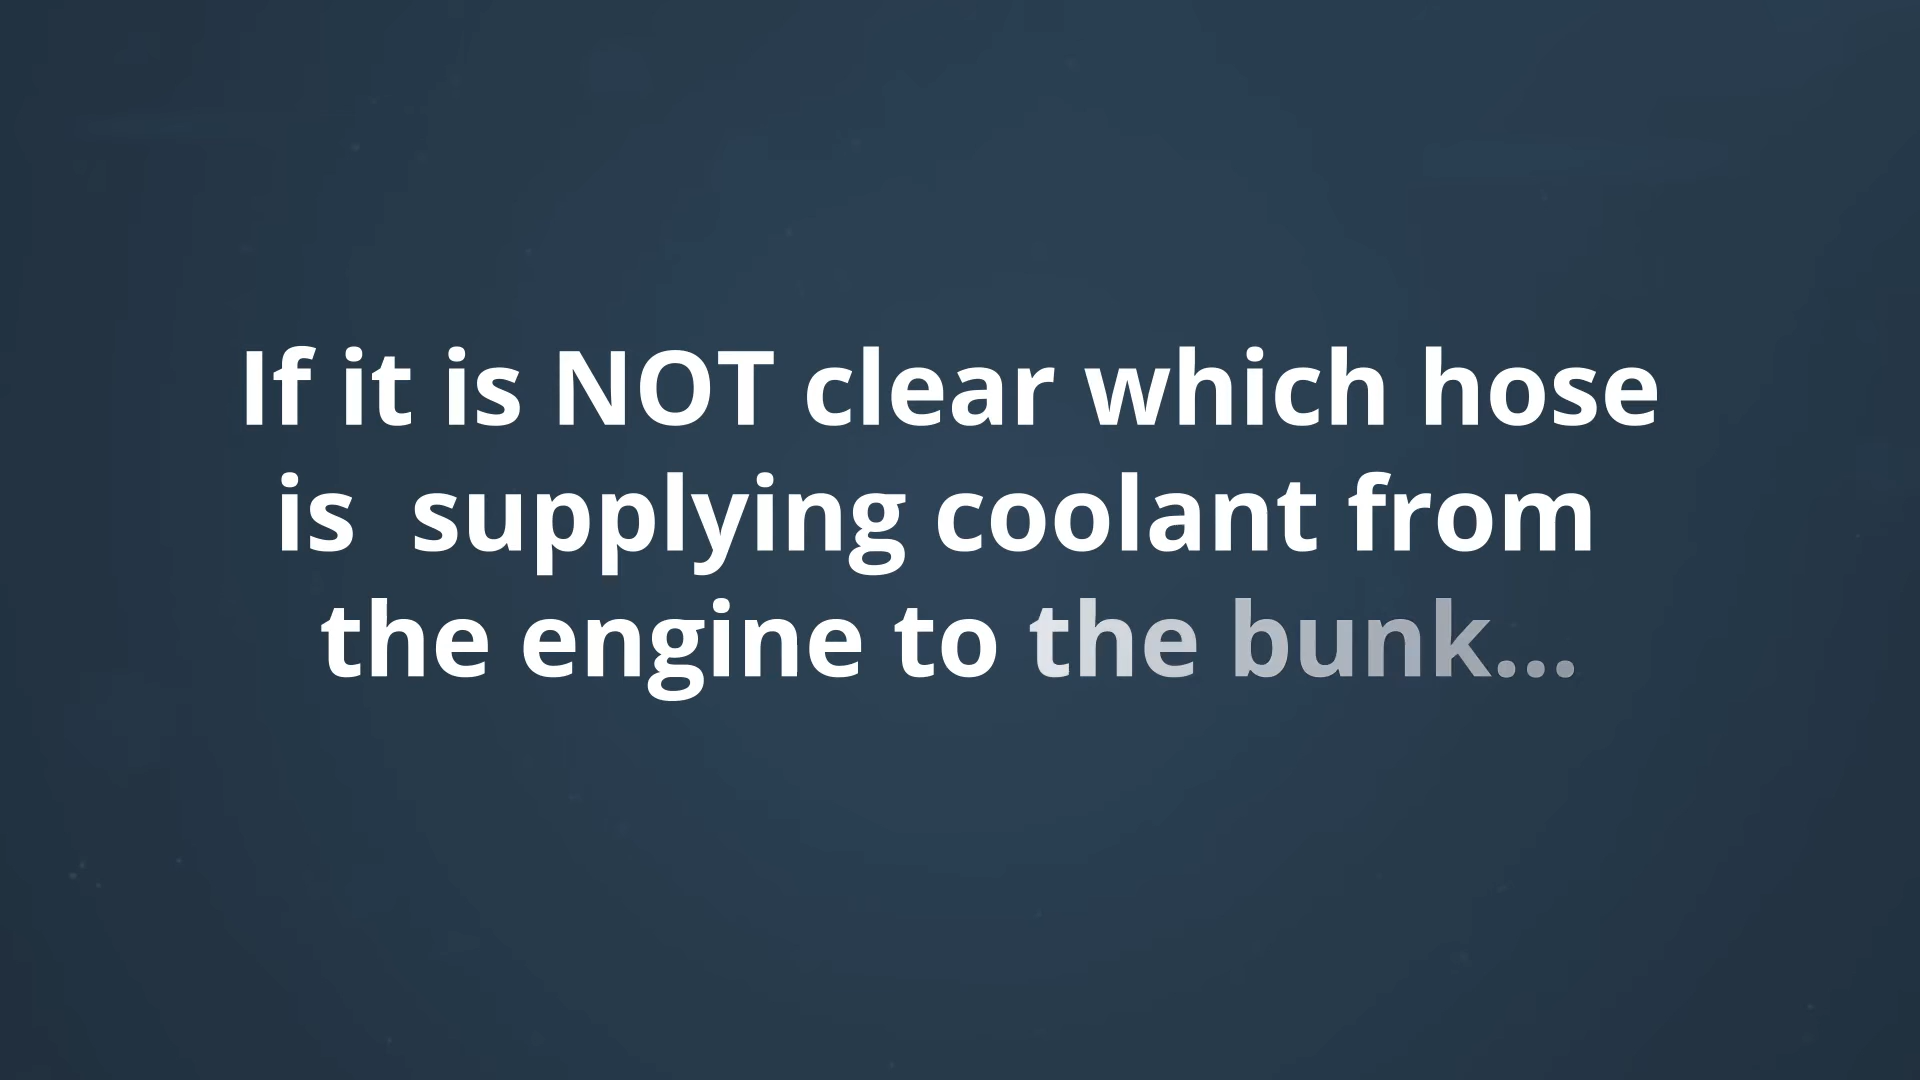 If it is NOT clear which hose
is  supplying coolant from
the engine to the bunk...